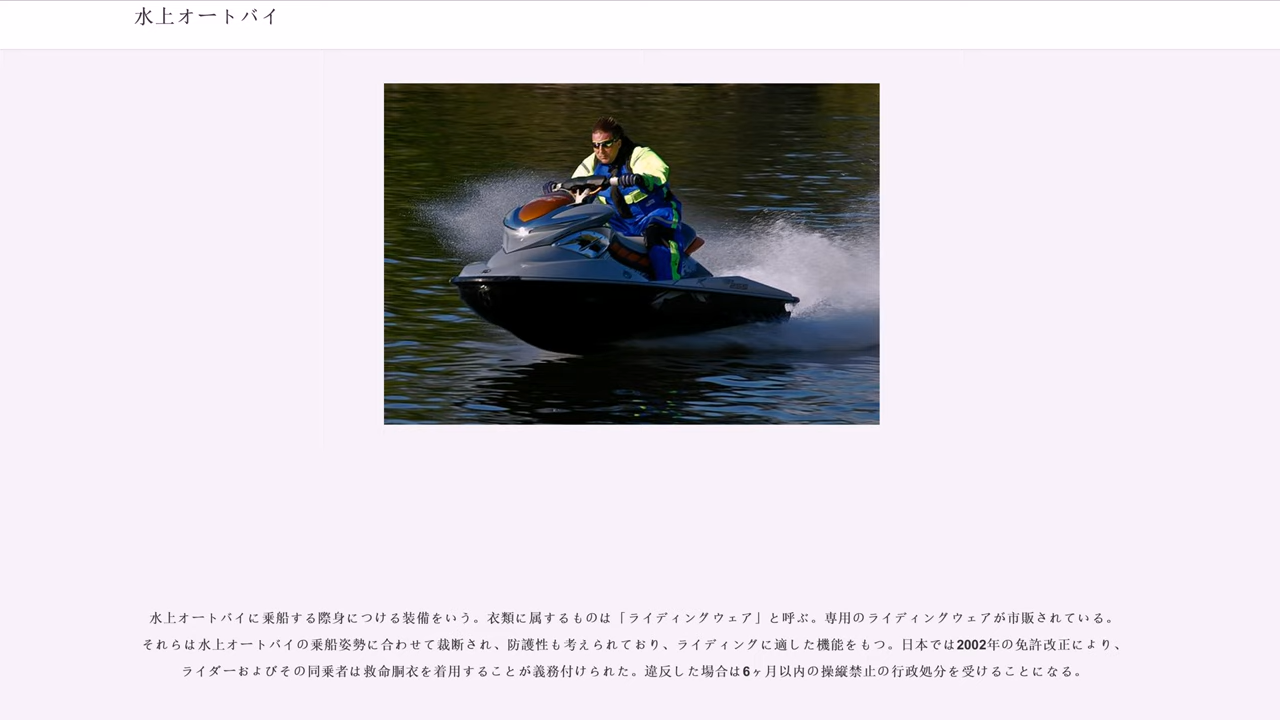 水上オートバイ
水上オートバイに乗船する際身につける装備をいう。衣類に属するものは「ライディングウェア」と呼ぶ。専用のライディングウェアが市販されている。
それらは水上オートバイの乗船姿勢に合わせて裁断され、防護性も考えられており、ライディングに適した機能をもつ。日本では2002年の免許改正により、
ライダーおよびその同乗者は救命胴衣を着用することが義務付けられた。違反した場合は6ヶ月以内の操縦禁止の行政処分を受けることになる。